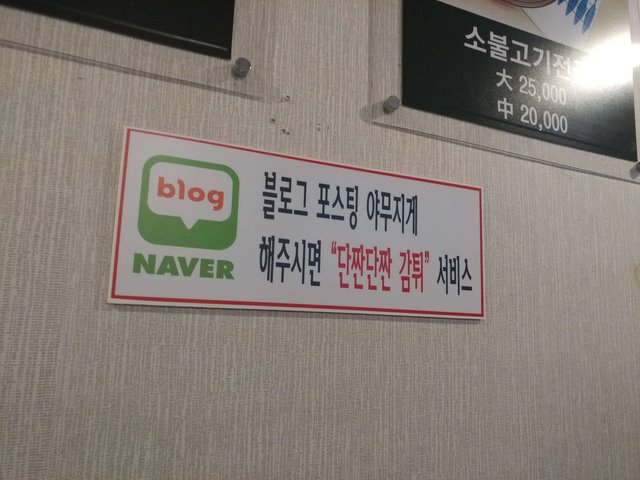 소불고기전
大 25,000
中 20,000
blog
NAVER
블로그 포스팅 야무지게
해주시면 "단짠단짠 감튀" 서비스